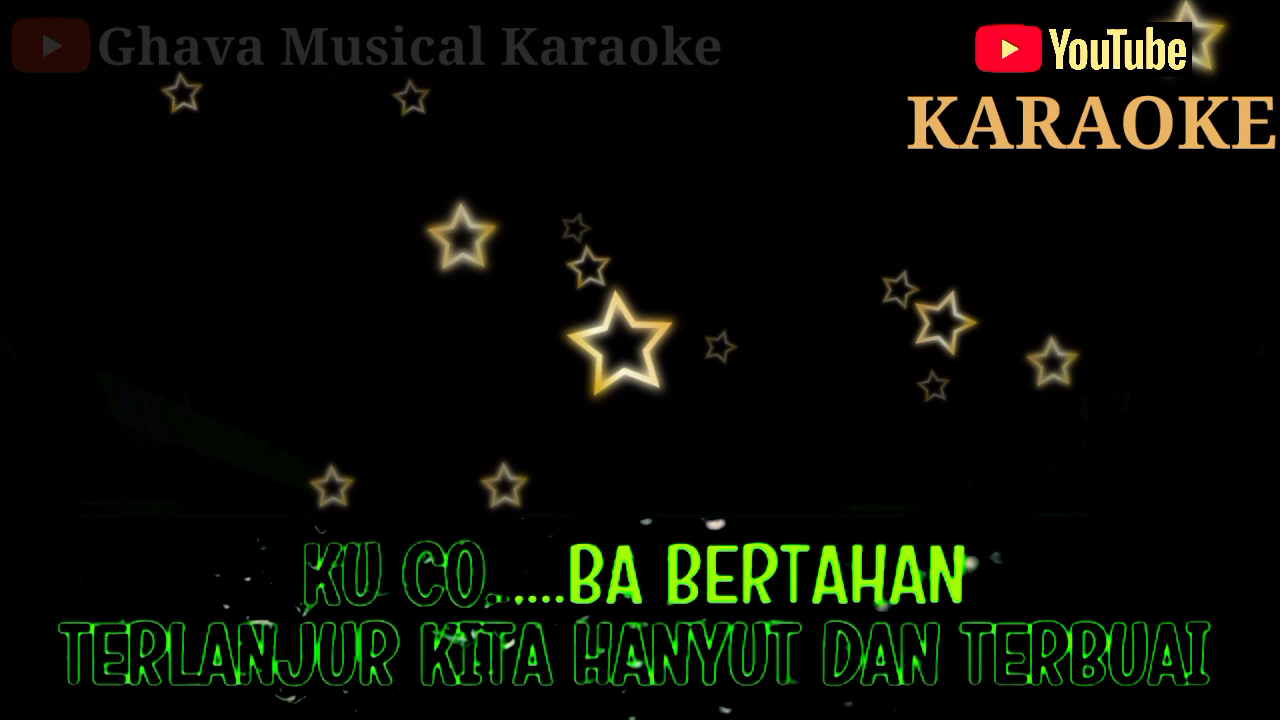 Ghava Musical Karaoke
YouTube
KARAOKE
KU CO......BA BERTAHAN
TERLANJUR KITA HANYUT DAN TERBUAI